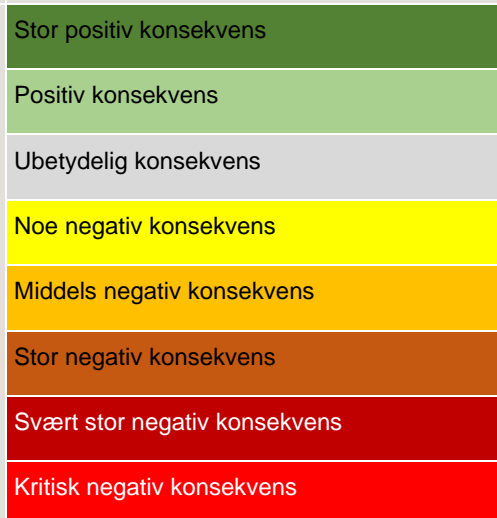 Stor positiv konsekvens
Positiv konsekvens
Ubetydelig konsekvens
Noe negativ konsekvens
Middels negativ konsekvens
Stor negativ konsekvens
Svært stor negativ konsekvens
Kritisk negativ konsekvens